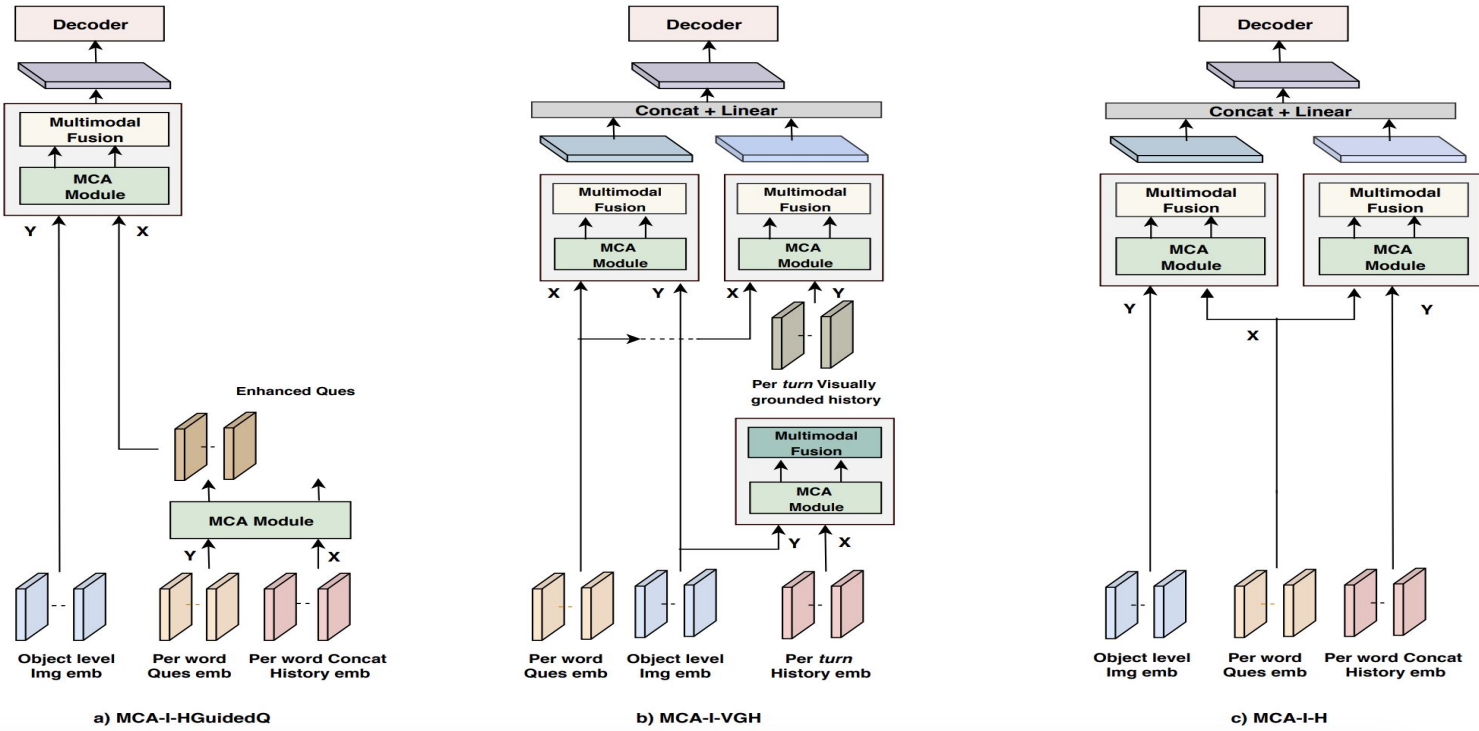 Decoder
Multimodal
Fusion
MCA
Module
Y
X
Enhanced Ques
MCA Module
Y
X
Object level
Img emb
Per word
Ques emb
Per word Concat
History emb
a) MCA-I-HGuidedQ
Decoder
Concat + Linear
Multimodal
Fusion
MCA
Module
Multimodal
Fusion
MCA
Module
X
Y
X
Y
Per turn Visually
grounded history
Multimodal
Fusion
MCA
Module
Y
X
Per word
Ques emb
Object level
Img emb
Per turn
History emb
b) MCA-I-VGH
Decoder
Concat + Linear
Multimodal
Fusion
MCA
Module
Multimodal
Fusion
MCA
Module
Y
X
Y
Object level
Img emb
Per word
Ques emb
Per word Concat
History emb
c) MCA-I-H